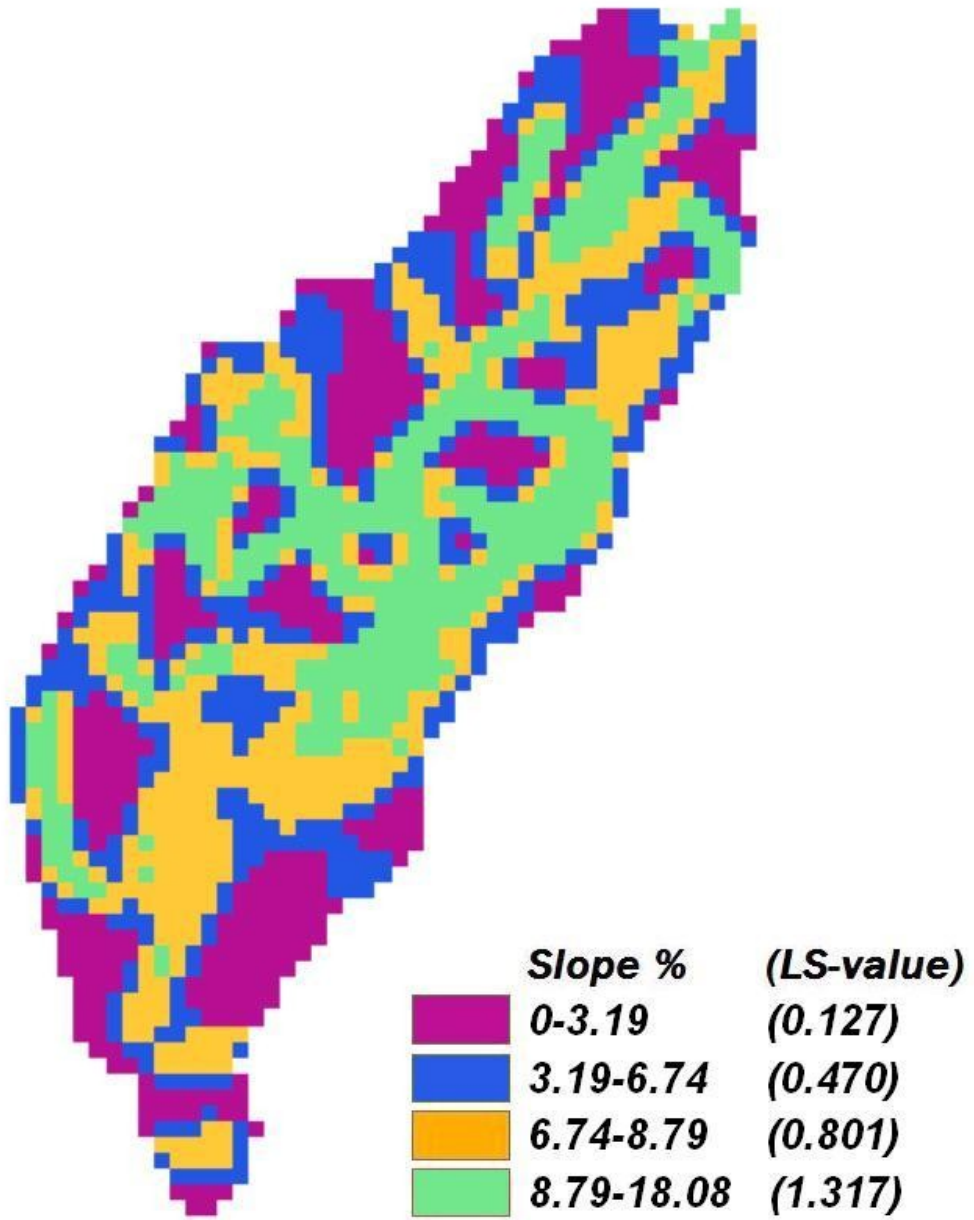 Slope % (LS-value)
0-3.19 (0.127)
3.19-6.74 (0.470)
6.74-8.79 (0.801)
8.79-18.08 (1.317)